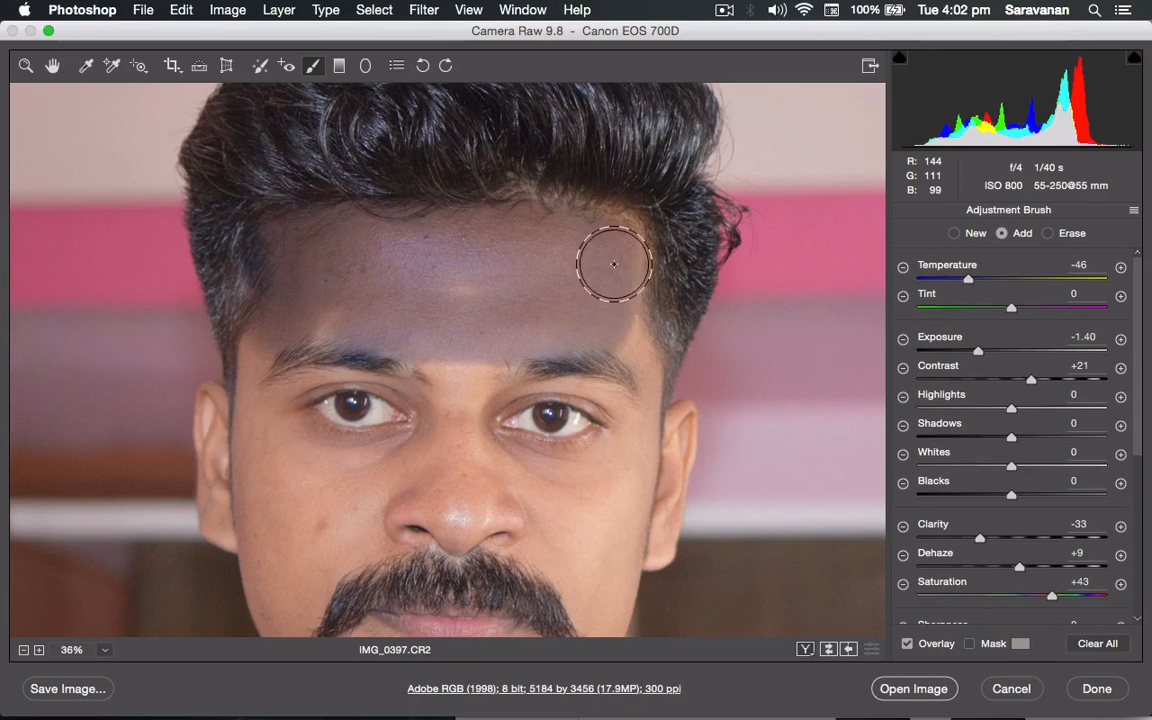 Photoshop File Edit Image Layer Type Select Filter View Window Help 100% Tue 4:02 pm Saravanan
Camera Raw 9.8 - Canon EOS 700D
R: 144
G: 111
B: 99
f/4 1/40 s
ISO 800 55-250@55 mm
Adjustment Brush
New Add Erase
Temperature -46
Tint 0
Exposure -1.40
Contrast +21
Highlights 0
Shadows 0
Whites 0
Blacks 0
Clarity -33
Dehaze +9
Saturation +43
36% IMG_0397.CR2 Y
Overlay Mask Clear All
Save Image... Adobe RGB (1998); 8 bit; 5184 by 3456 (17.9MP); 300 ppi Open Image Cancel Done